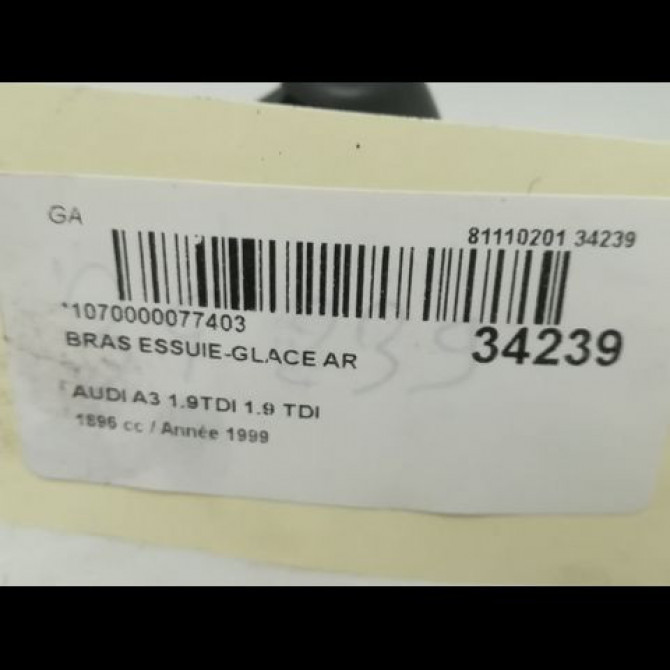 GA
81110201 34239
*1070000077403
34239
BRAS ESSUIE-GLACE AR
AUDI A3 1.9TDI 1.9 TDI
1896 cc / Année 1999